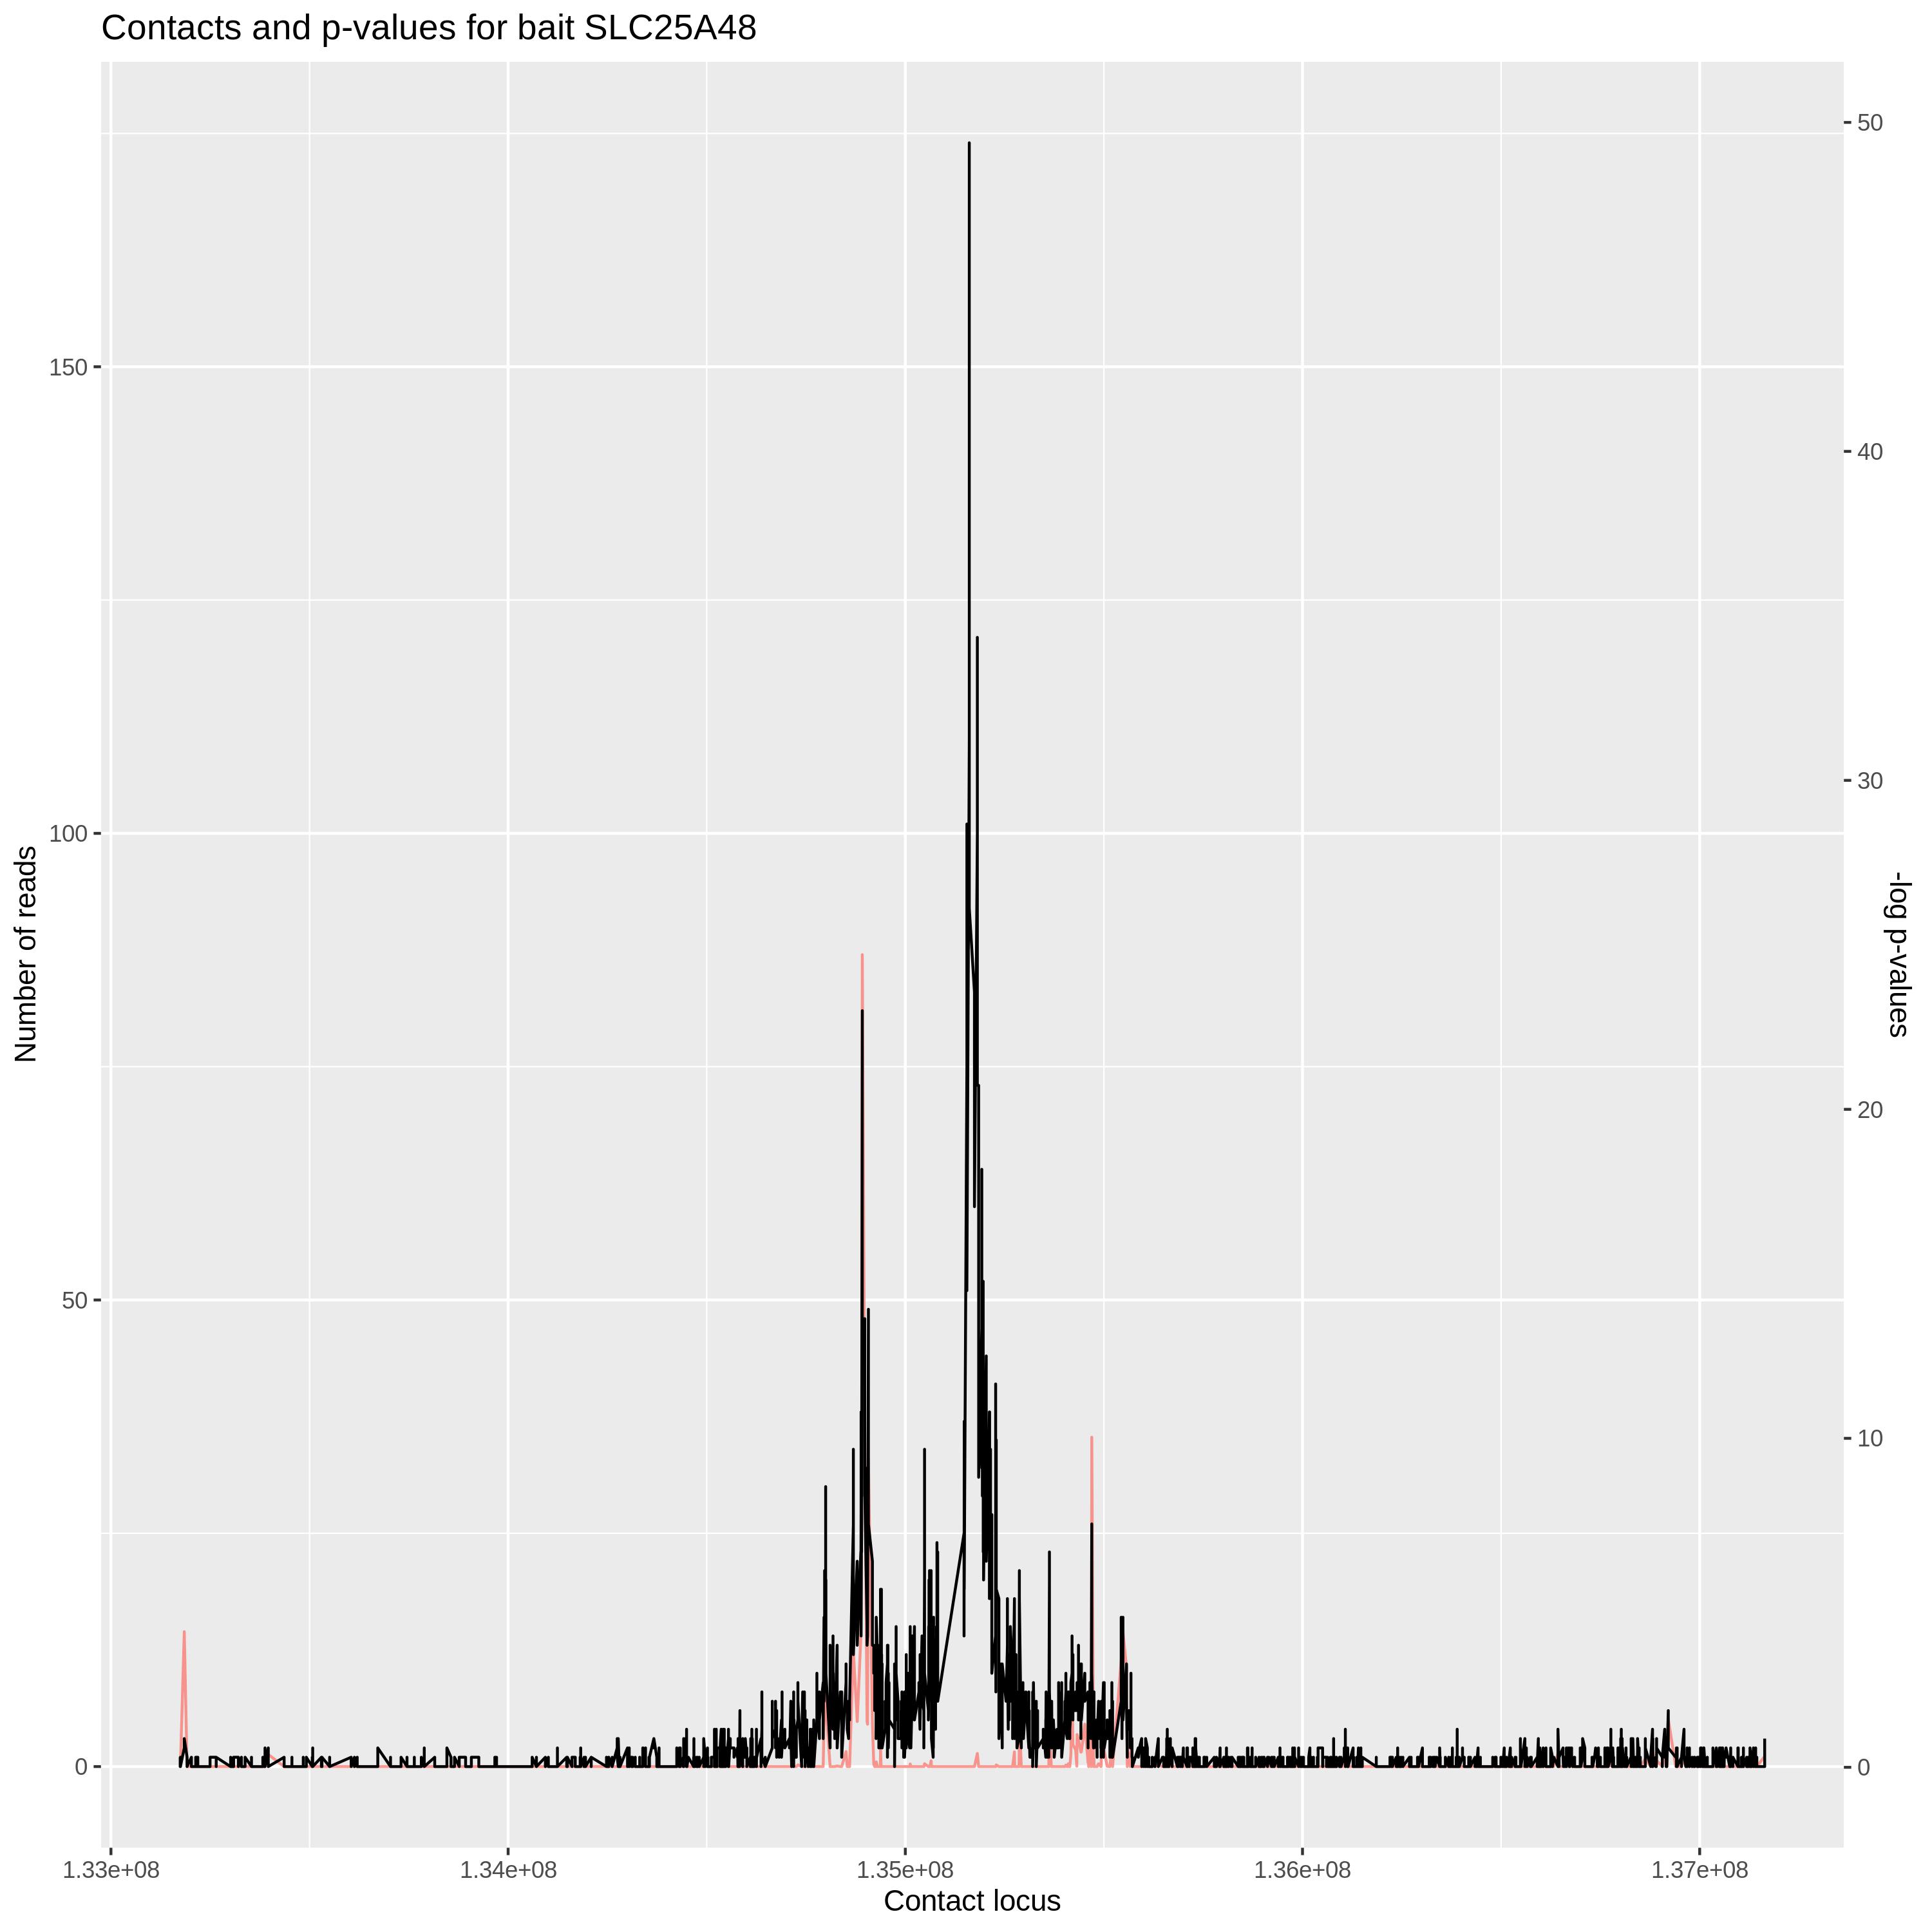 Contacts and p-values for bait SLC25A48
Number of reads
150
100
50
0
50
40
30
20
10
0
-log p-values
1.33e+08
1.34e+08
1.35e+08
1.36e+08
1.37e+08
Contact locus